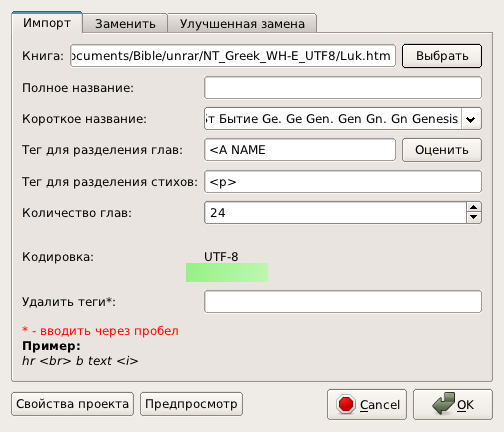 Импорт Заменить Улучшенная замена
Книга: ocuments/Bible/unrar/NT_Greek_WH-E_UTF8/Luk.htm Выбрать
Полное название:
Короткое название: Бытие Ge. Ge Gen. Gen Gn. Gn Genesis
Тег для разделения глав: <A NAME Оценить
Тег для разделения стихов: <p>
Количество глав: 24
Кодировка: UTF-8
Удалить теги*:
* - вводить через пробел
Пример:
hr <br> b text <i>
Свойства проекта Предпросмотр Cancel OK